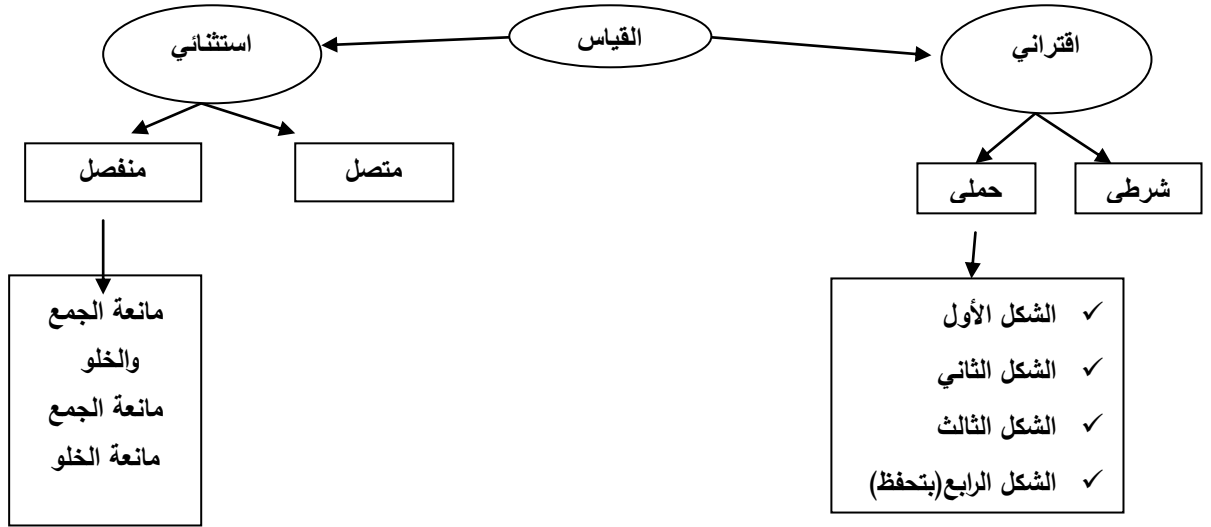 القياس
اقتراني
استثنائي
شرطى
حملى
متصل
منفصل
✓ الشكل الأول
✓ الشكل الثاني
✓ الشكل الثالث
✓ الشكل الرابع(بتحفظ)
مانعة الجمع
والخلو
مانعة الجمع
مانعة الخلو